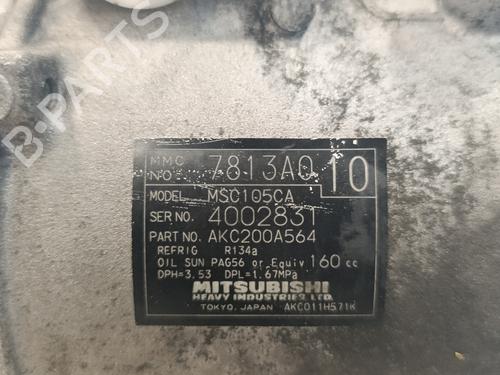 B-PARTS
MMC NO 7813A010
MODEL MSC105CA
SER NO. 4002831
PART NO. AKC200A564
REFRIG R134a
OIL SUN PAG56 or Equiv 160 cc
DPH=3.53 DPL=1.67MPa
MITSUBISHI
HEAVY INDUSTRIES, LTD.
TOKYO, JAPAN AKC011H571K